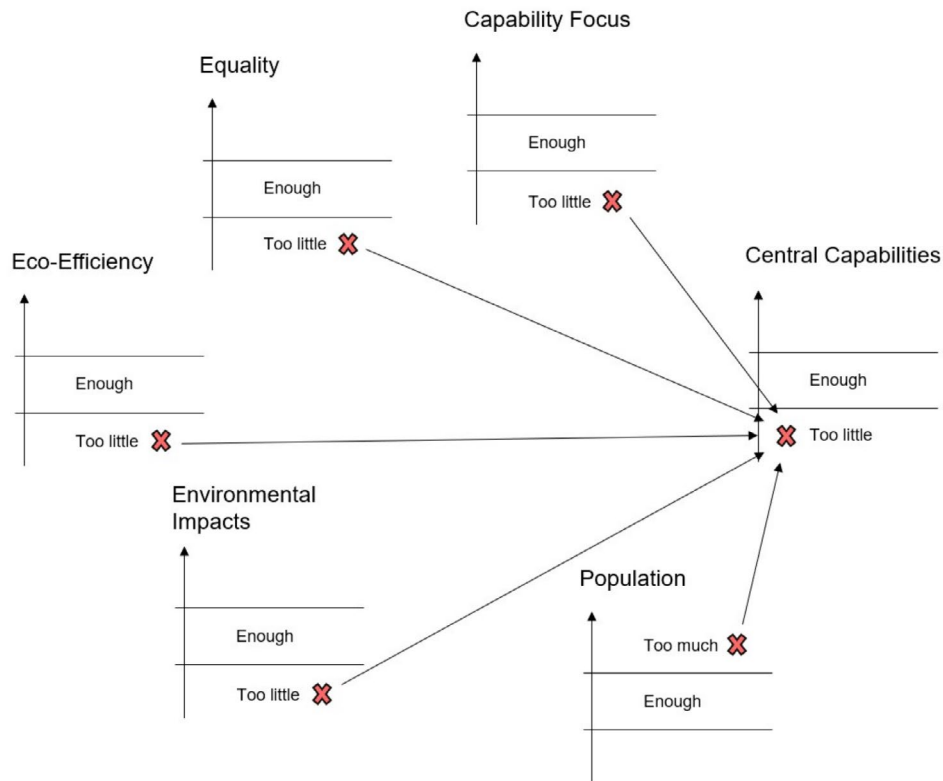 Capability Focus
Enough
Too little
Equality
Enough
Too little
Eco-Efficiency
Enough
Too little
Central Capabilities
Enough
Too little
Environmental
Impacts
Enough
Too little
Population
Too much
Enough